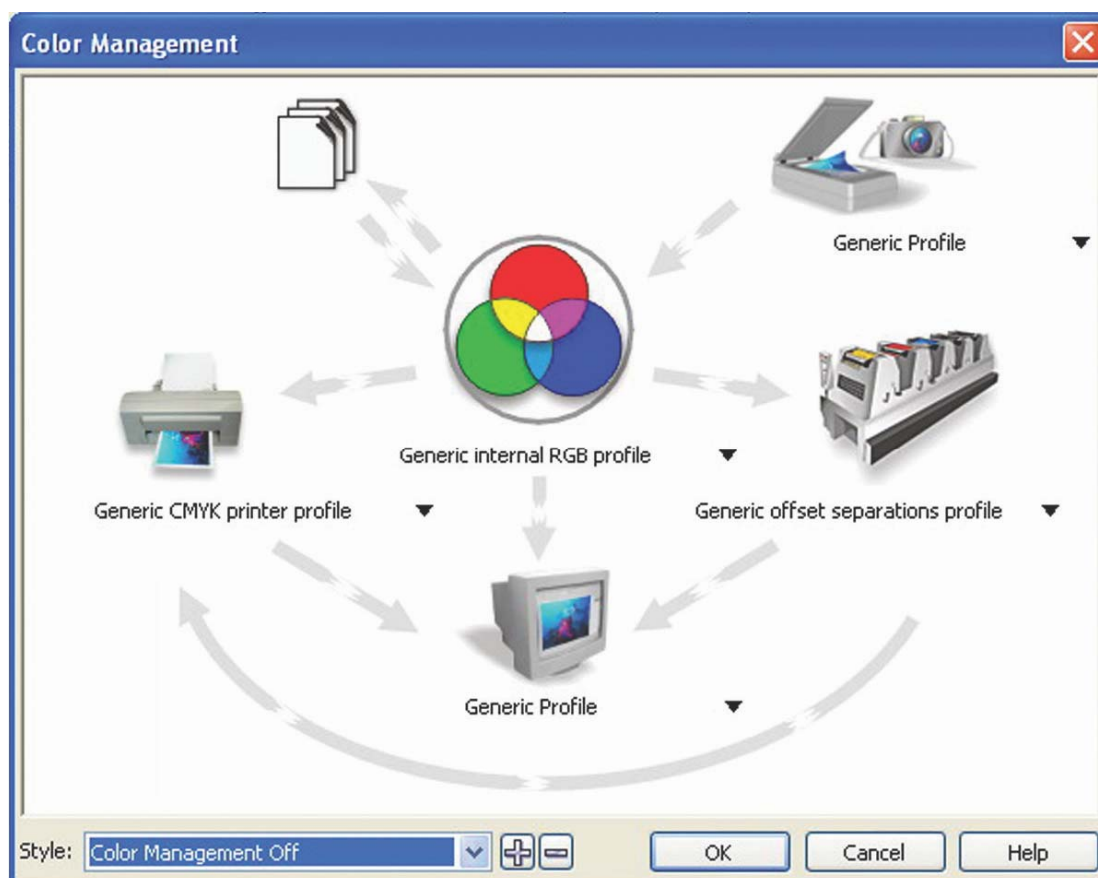 Color Management
Generic Profile
Generic internal RGB profile
Generic CMYK printer profile
Generic offset separations profile
Generic Profile
Style: Color Management Off
OK
Cancel
Help